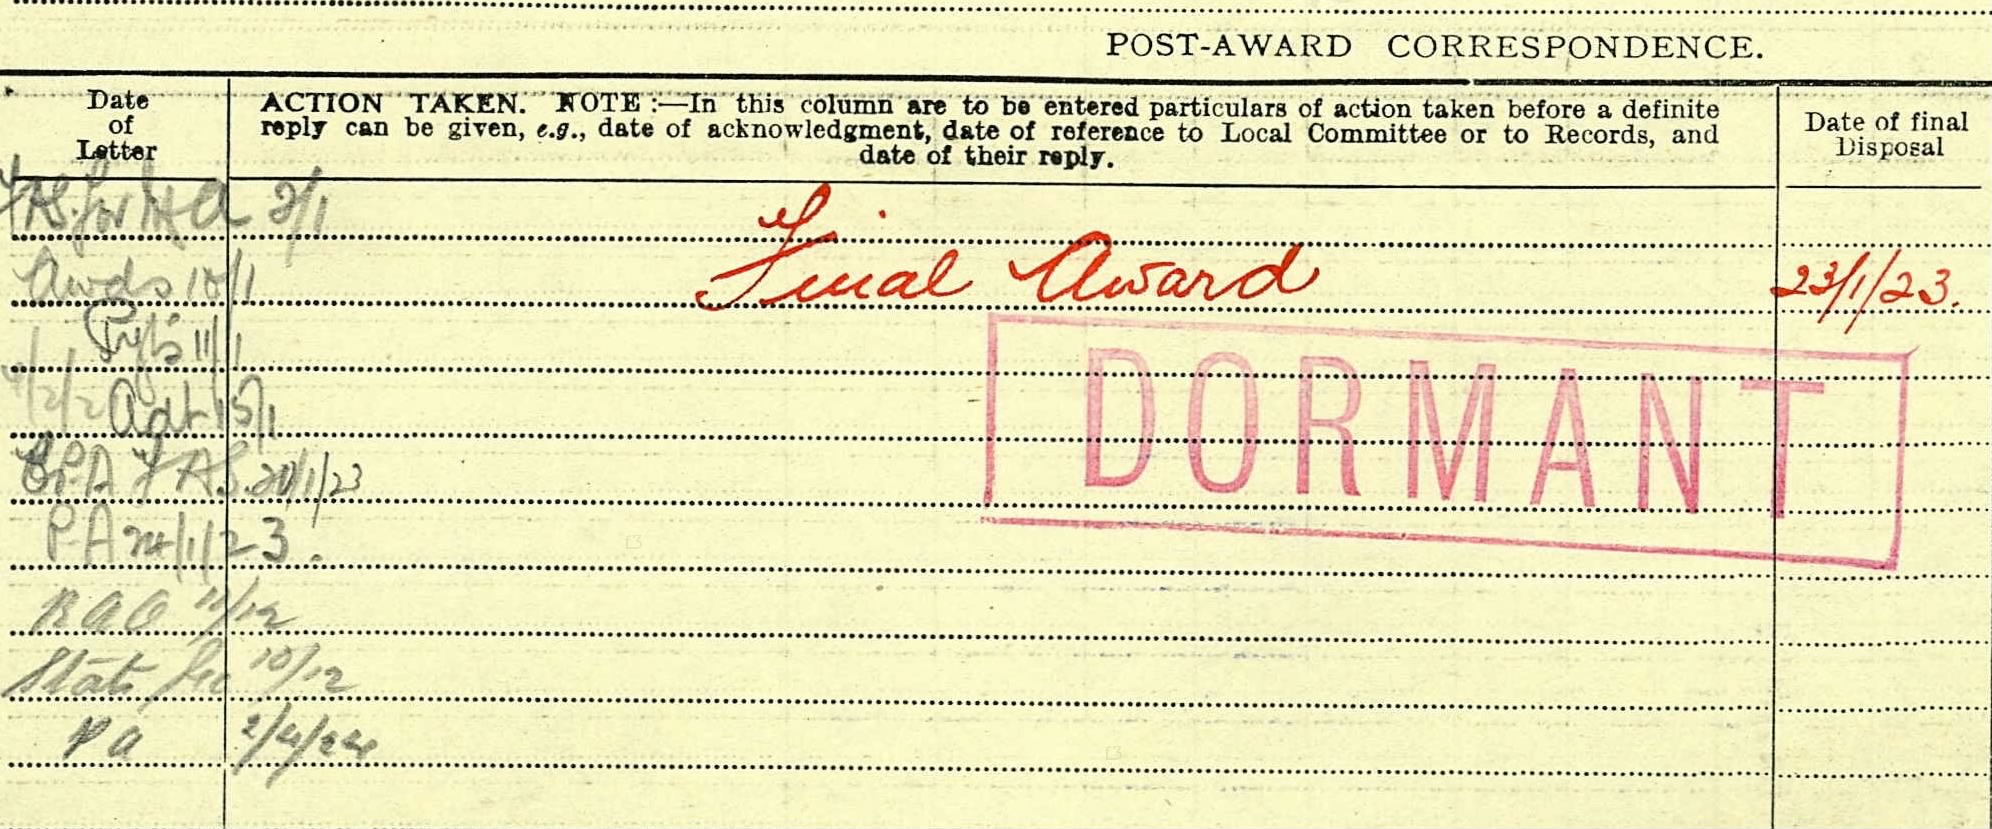 POST-AWARD CORRESPONDENCE.
Date of Letter
ACTION TAKEN. NOTE:—In this column are to be entered particulars of action taken before a definite
reply can be given, e.g., date of acknowledgment, date of reference to Local Committee or to Records, and
date of their reply.
Date of final Disposal
for 2/1
Final Award 23/1/23.
Awds 10/1
11/1
DORMANT
15/1
20/1/23
P.A 24/1/23.
11/12
10/12
PA 2/4/24